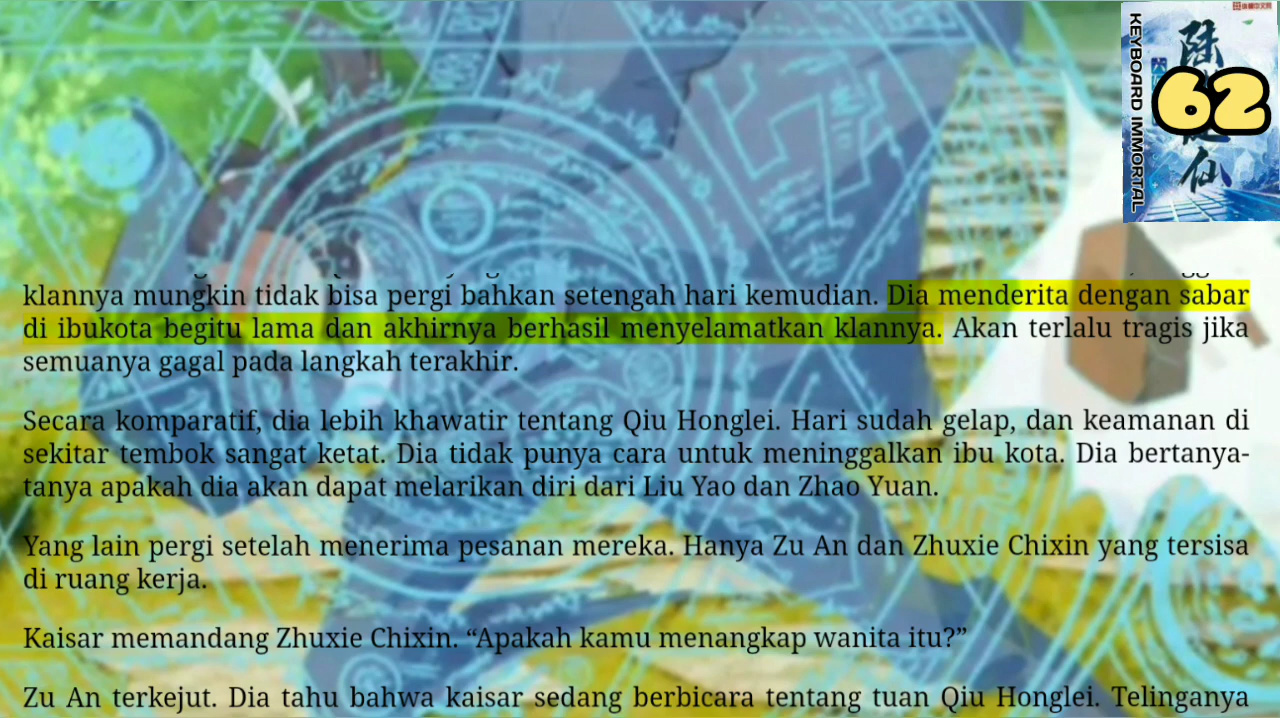 KEYBOARD IMMORTAL
62
仙
klannya mungkin tidak bisa pergi bahkan setengah hari kemudian. Dia menderita dengan sabar
di ibukota begitu lama dan akhirnya berhasil menyelamatkan klannya. Akan terlalu tragis jika
semuanya gagal pada langkah terakhir.
Secara komparatif, dia lebih khawatir tentang Qiu Honglei. Hari sudah gelap, dan keamanan di
sekitar tembok sangat ketat. Dia tidak punya cara untuk meninggalkan ibu kota. Dia bertanya-
tanya apakah dia akan dapat melarikan diri dari Liu Yao dan Zhao Yuan.
Yang lain pergi setelah menerima pesanan mereka. Hanya Zu An dan Zhuxie Chixin yang tersisa
di ruang kerja.
Kaisar memandang Zhuxie Chixin. “Apakah kamu menangkap wanita itu?”
Zu An terkejut. Dia tahu bahwa kaisar sedang berbicara tentang tuan Qiu Honglei. Telinganya